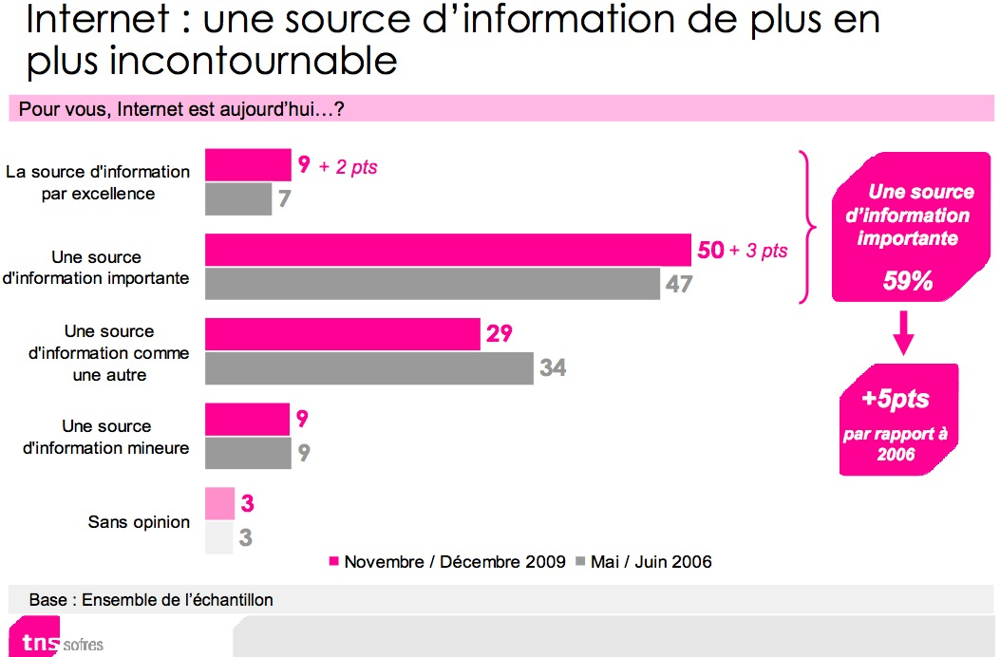 Internet : une source d’information de plus en
plus incontournable
Pour vous, Internet est aujourd’hui…?
La source d'information
par excellence
9 + 2 pts
7
Une source
d'information importante
50 + 3 pts
47
Une source
d'information comme
une autre
29
34
Une source
d'information mineure
9
9
Sans opinion
3
3
Une source
d’information
importante
59%
+5pts
par rapport à
2006
Novembre / Décembre 2009
Mai / Juin 2006
Base : Ensemble de l’échantillon
tns sofres